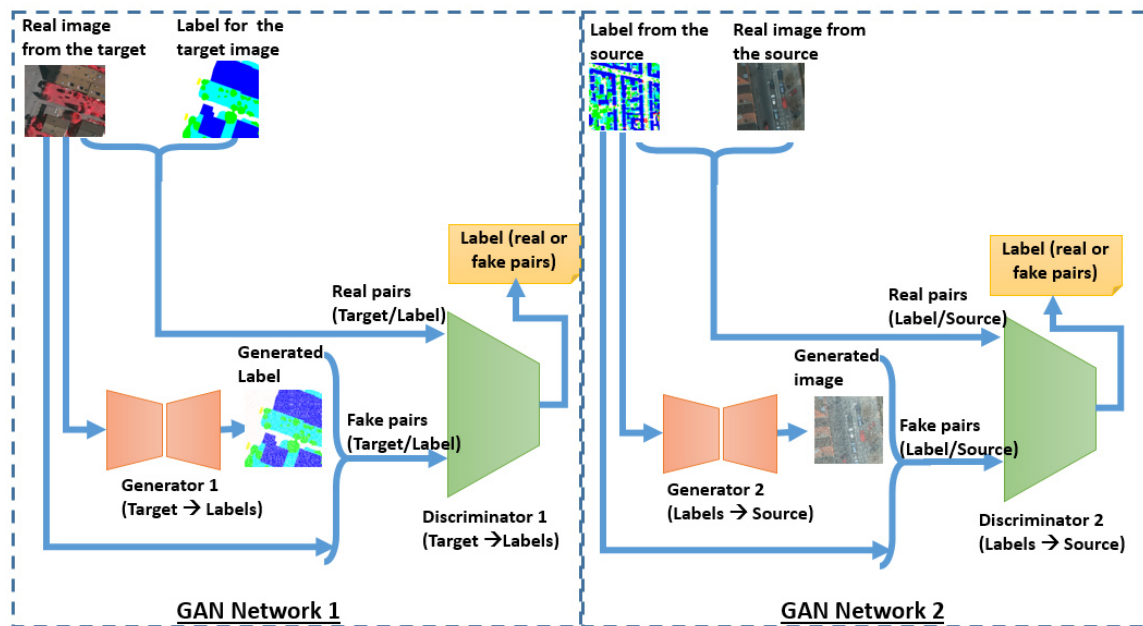 Real image
from the target
Label for the
target image
Label (real or
fake pairs)
Real pairs
(Target/Label)
Generated
Label
Fake pairs
(Target/Label)
Generator 1
(Target → Labels)
Discriminator 1
(Target →Labels)
GAN Network 1
Label from the
source
Real image from
the source
Label (real or
fake pairs)
Real pairs
(Label/Source)
Generated
image
Fake pairs
(Label/Source)
Generator 2
(Labels → Source)
Discriminator 2
(Labels → Source)
GAN Network 2